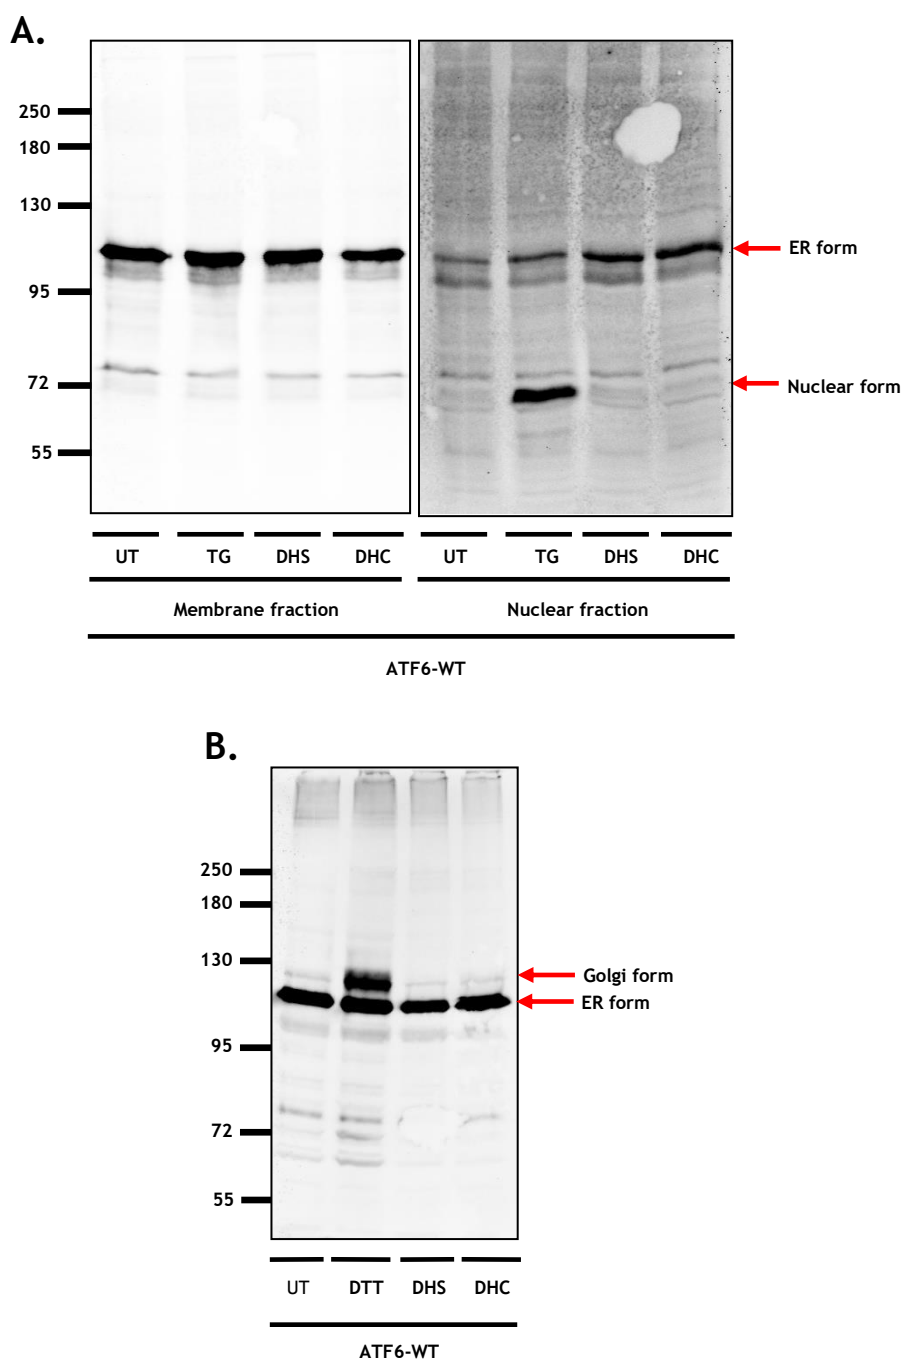 A.
250
180
130
95
72
55
ER form
Nuclear form
UT TG DHS DHC UT TG DHS DHC
Membrane fraction Nuclear fraction
ATF6-WT
B.
250
180
130
95
72
55
Golgi form
ER form
UT DTT DHS DHC
ATF6-WT